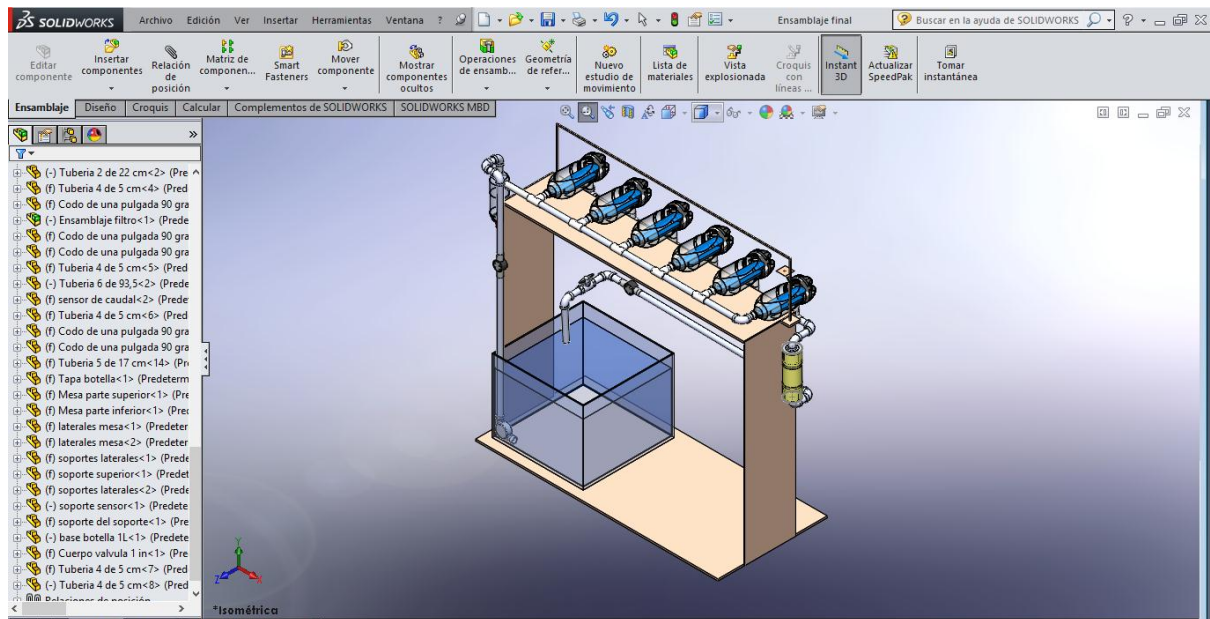 SOLIDWORKS Archivo Edición Ver Insertar Herramientas Ventana ? Ensamblaje final Buscar en la ayuda de SOLIDWORKS ?
Editar componente
Insertar componentes
Relación de posición
Matriz de componen...
Smart Fasteners
Mover componente
Mostrar componentes ocultos
Operaciones de ensamb...
Geometría de refer...
Nuevo estudio de movimiento
Lista de materiales
Vista explosionada
Croquis con líneas ...
Instant 3D
Actualizar SpeedPak
Tomar instantánea
Ensamblaje Diseño Croquis Calcular Complementos de SOLIDWORKS SOLIDWORKS MBD
(-) Tuberia 2 de 22 cm<2> (Pre
(f) Tuberia 4 de 5 cm<4> (Pred
(f) Codo de una pulgada 90 gra
(-) Ensamblaje filtro<1> (Prede
(f) Codo de una pulgada 90 gra
(f) Codo de una pulgada 90 gra
(f) Tuberia 4 de 5 cm<5> (Pred
(-) Tuberia 6 de 93,5<2> (Prede
(f) sensor de caudal<2> (Prede
(f) Tuberia 4 de 5 cm<6> (Pred
(f) Codo de una pulgada 90 gra
(f) Codo de una pulgada 90 gra
(f) Tuberia 5 de 17 cm<14> (Pr
(f) Tapa botella<1> (Predeterm
(f) Mesa parte superior<1> (Pre
(f) Mesa parte inferior<1> (Pred
(f) laterales mesa<1> (Predeter
(f) laterales mesa<2> (Predeter
(f) soportes laterales<1> (Prede
(f) soporte superior<1> (Predet
(f) soportes laterales<2> (Prede
(-) soporte sensor<1> (Predete
(f) soporte del soporte<1> (Pre
(-) base botella 1L<1> (Predete
(f) Cuerpo valvula 1 in<1> (Pre
(f) Tuberia 4 de 5 cm<7> (Pred
(-) Tuberia 4 de 5 cm<8> (Pred
Relaciones de posición
Y
Z
X
*Isométrica